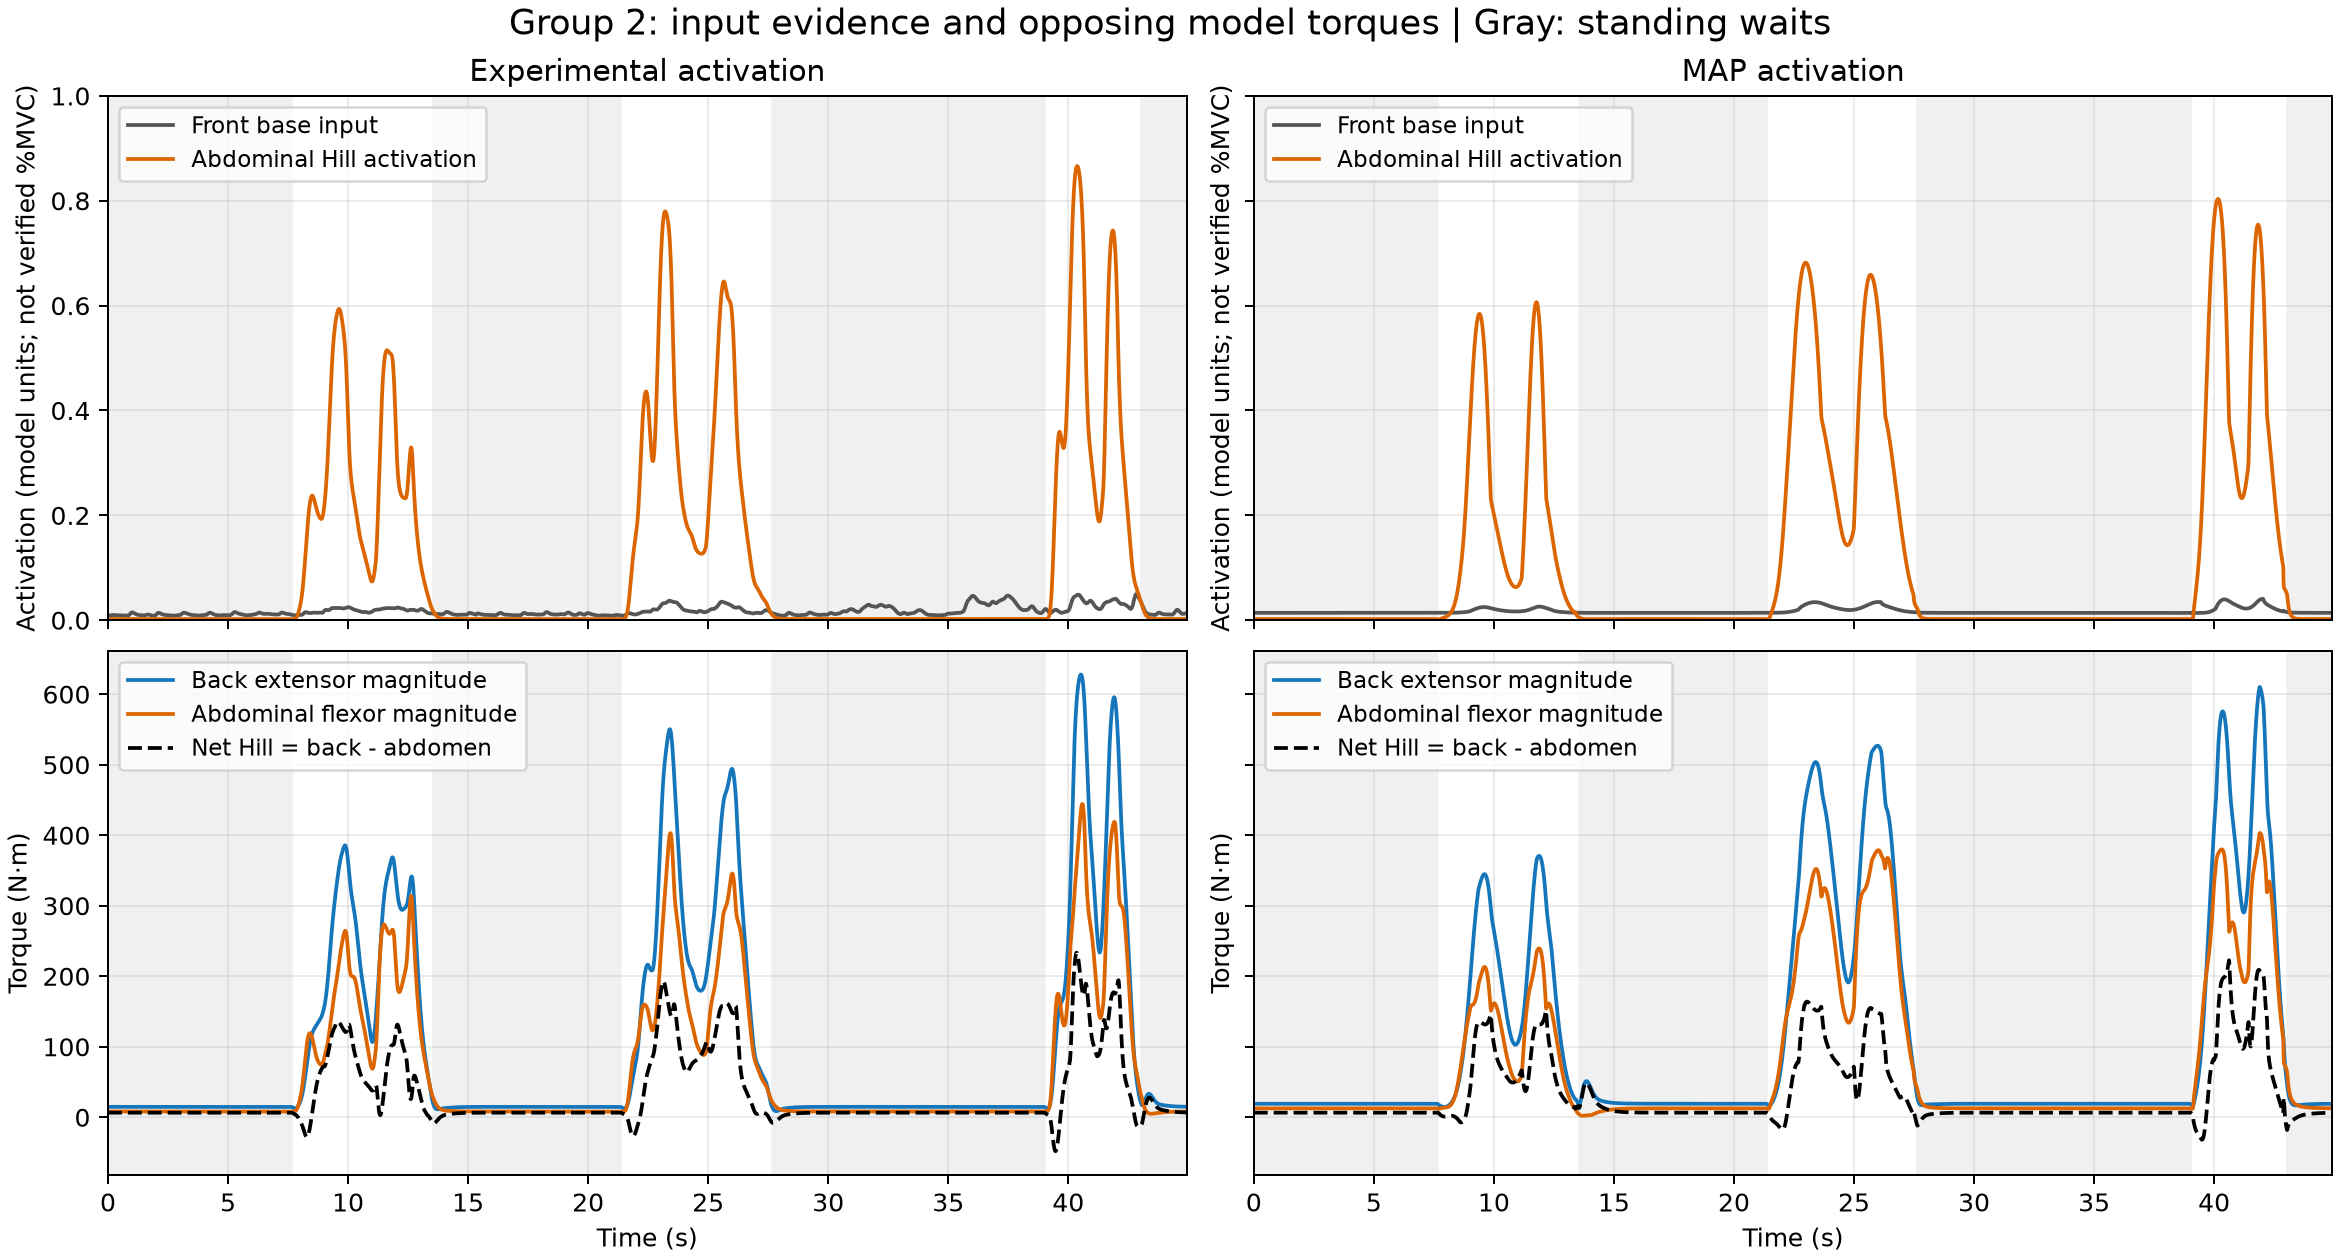 Group 2: input evidence and opposing model torques | Gray: standing waits
Experimental activation
Activation (model units; not verified %MVC)
1.0
0.8
0.6
0.4
0.2
0.0
Front base input
Abdominal Hill activation
MAP activation
Activation (model units; not verified %MVC)
Front base input
Abdominal Hill activation
Torque (N·m)
600
500
400
300
200
100
0
Back extensor magnitude
Abdominal flexor magnitude
Net Hill = back - abdomen
0 5 10 15 20 25 30 35 40
Time (s)
Torque (N·m)
Back extensor magnitude
Abdominal flexor magnitude
Net Hill = back - abdomen
0 5 10 15 20 25 30 35 40
Time (s)